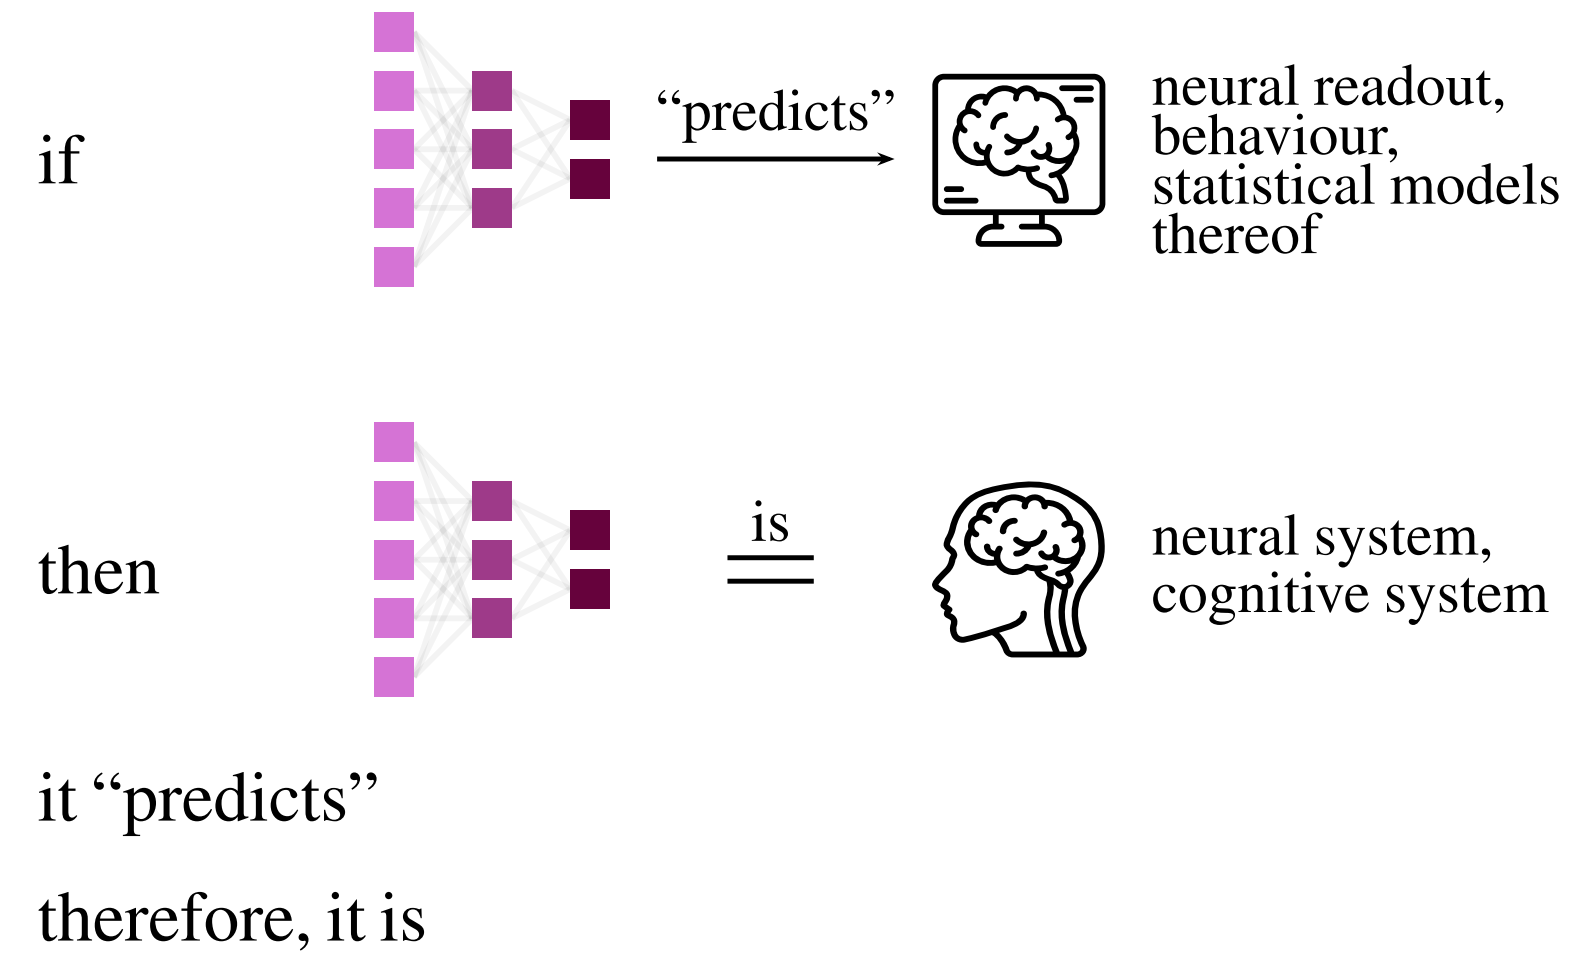 if
“predicts”
neural readout,
behaviour,
statistical models
thereof
then
is
neural system,
cognitive system
it “predicts”
therefore, it is